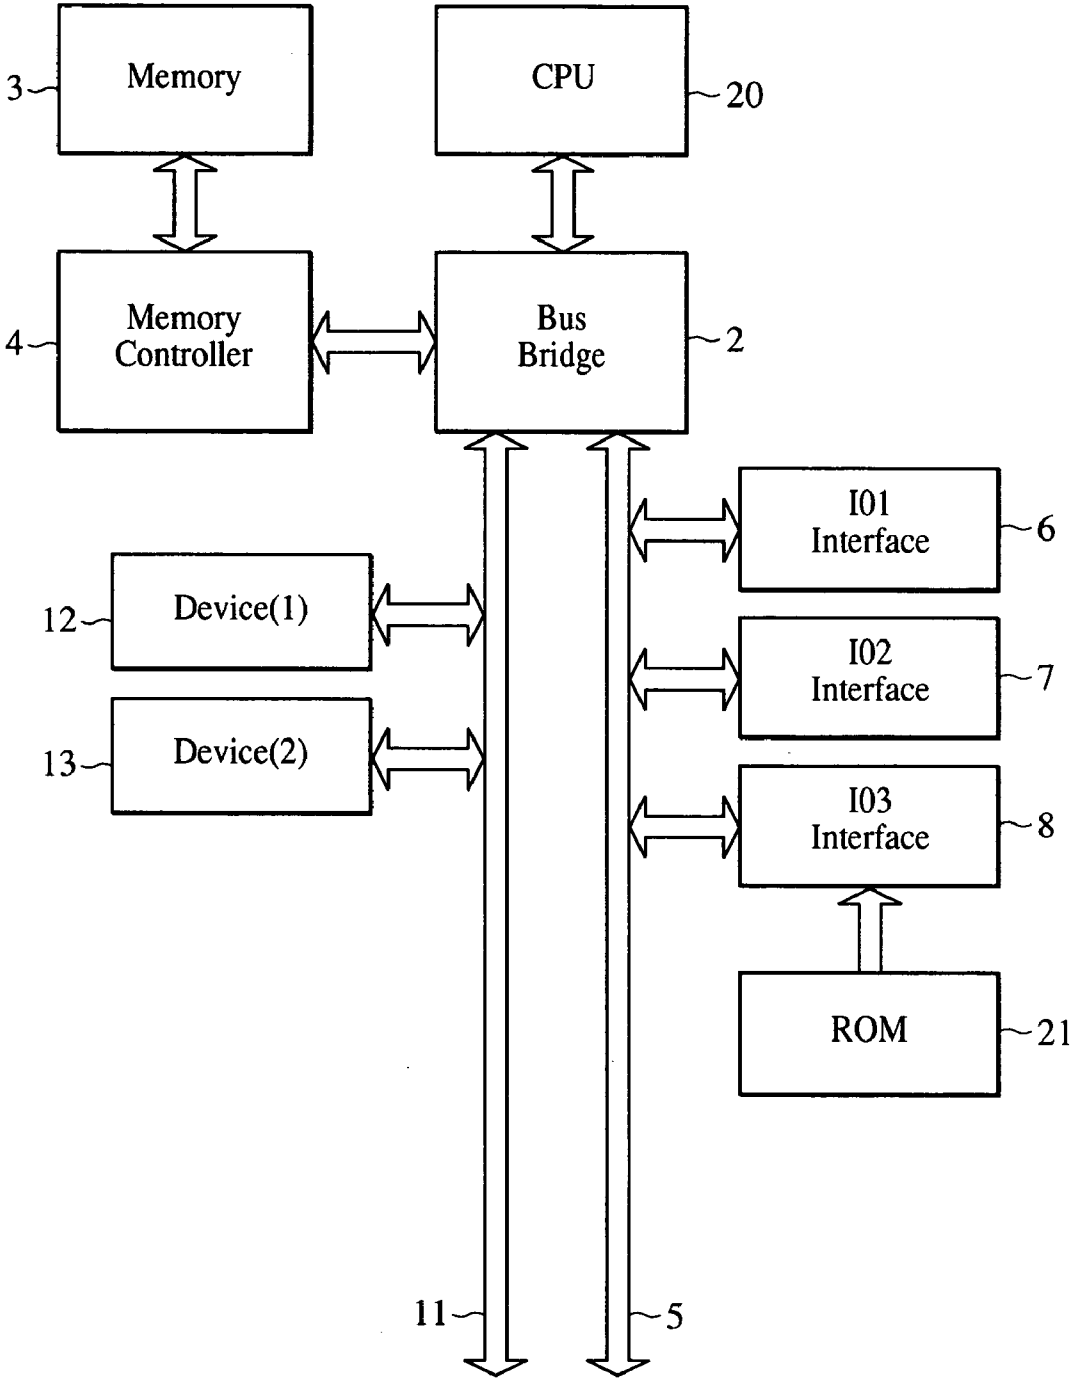 Memory
3
CPU
20
Memory
Controller
4
Bus
Bridge
2
I01
Interface
6
Device(1)
12
I02
Interface
7
Device(2)
13
I03
Interface
8
ROM
21
11
5